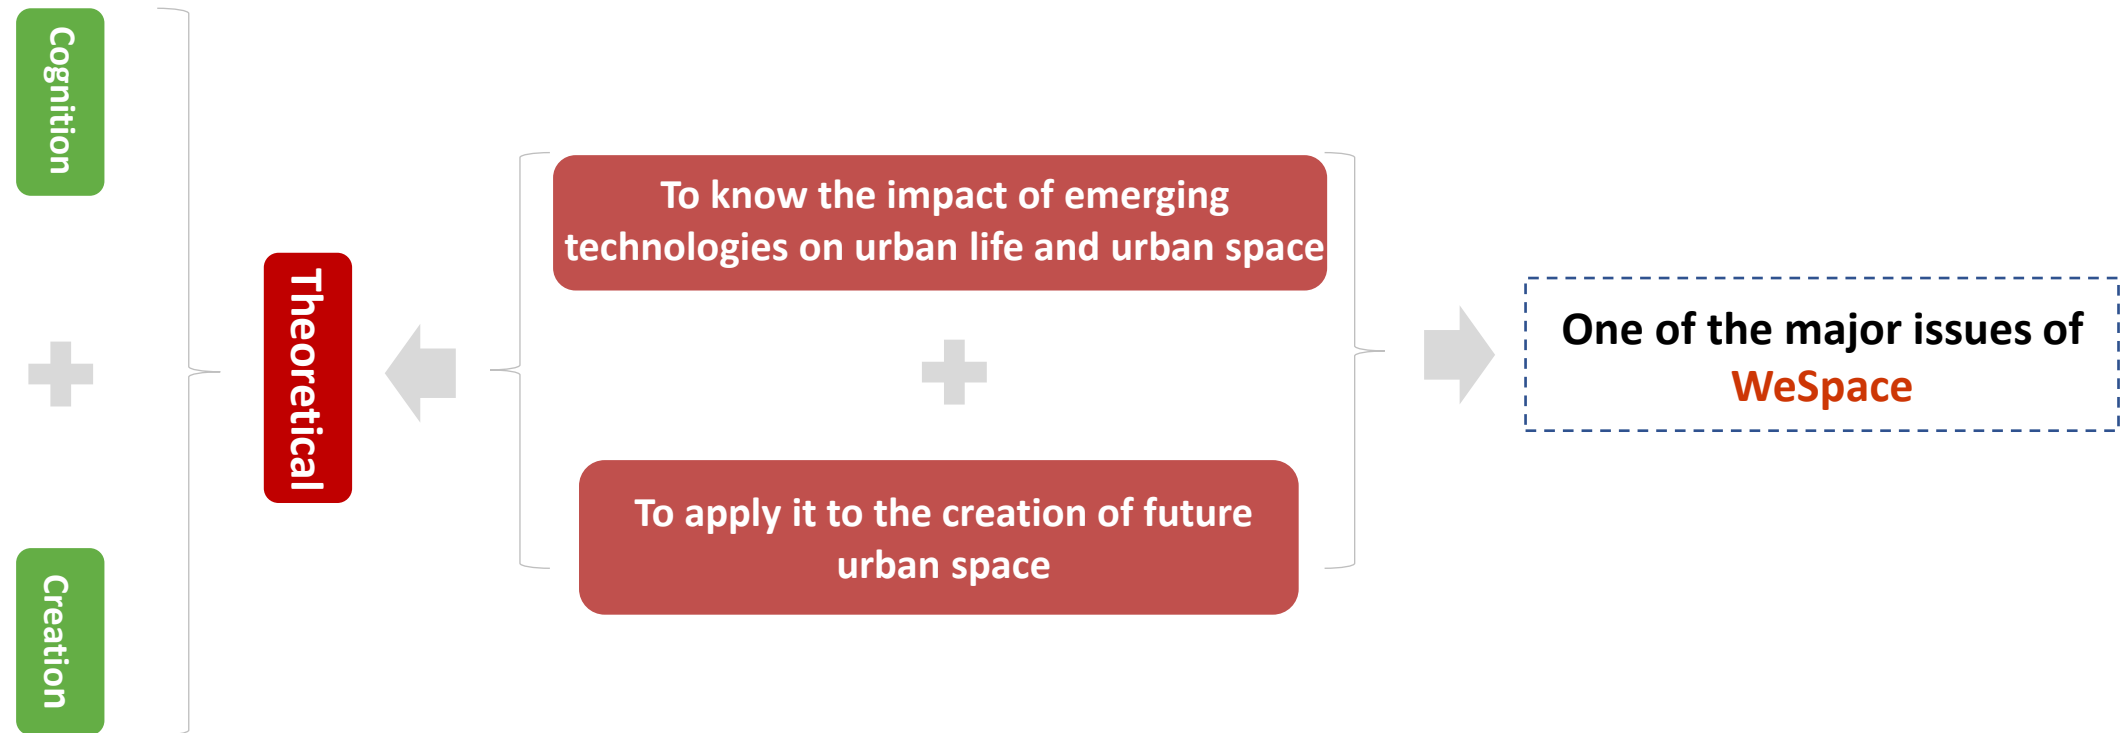 Cognition
Creation
Theoretical
To know the impact of emerging
technologies on urban life and urban space
To apply it to the creation of future
urban space
One of the major issues of
WeSpace